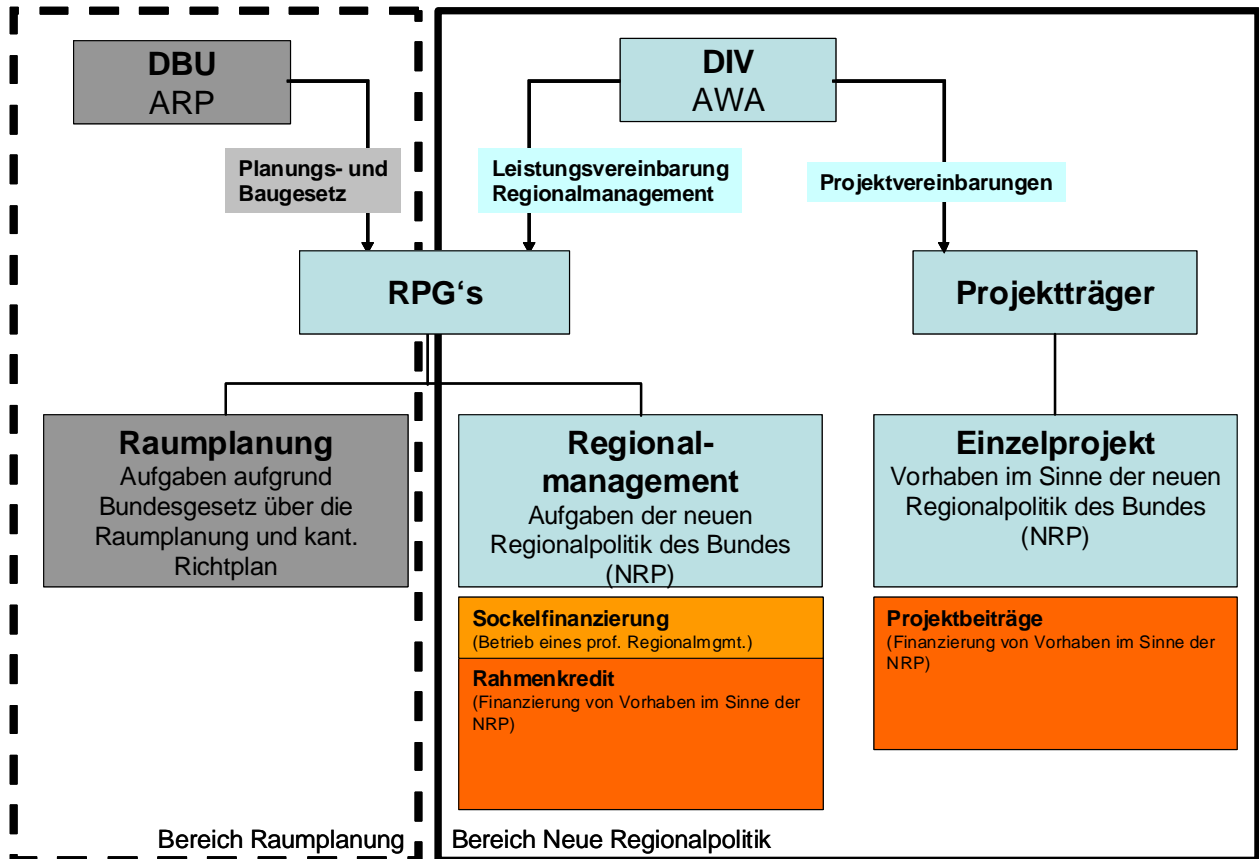 DBU
ARP
DIV
AWA
Planungs- und
Baugesetz
Leistungsvereinbarung
Regionalmanagement
Projektvereinbarungen
RPG‘s
Projektträger
Raumplanung
Aufgaben aufgrund
Bundesgesetz über die
Raumplanung und kant.
Richtplan
Regional-
management
Aufgaben der neuen
Regionalpolitik des Bundes
(NRP)
Einzelprojekt
Vorhaben im Sinne der neuen
Regionalpolitik des Bundes
(NRP)
Sockelfinanzierung
(Betrieb eines prof. Regionalmgmt.)
Rahmenkredit
(Finanzierung von Vorhaben im Sinne der
NRP)
Projektbeiträge
(Finanzierung von Vorhaben im Sinne der
NRP)
Bereich Raumplanung
Bereich Neue Regionalpolitik